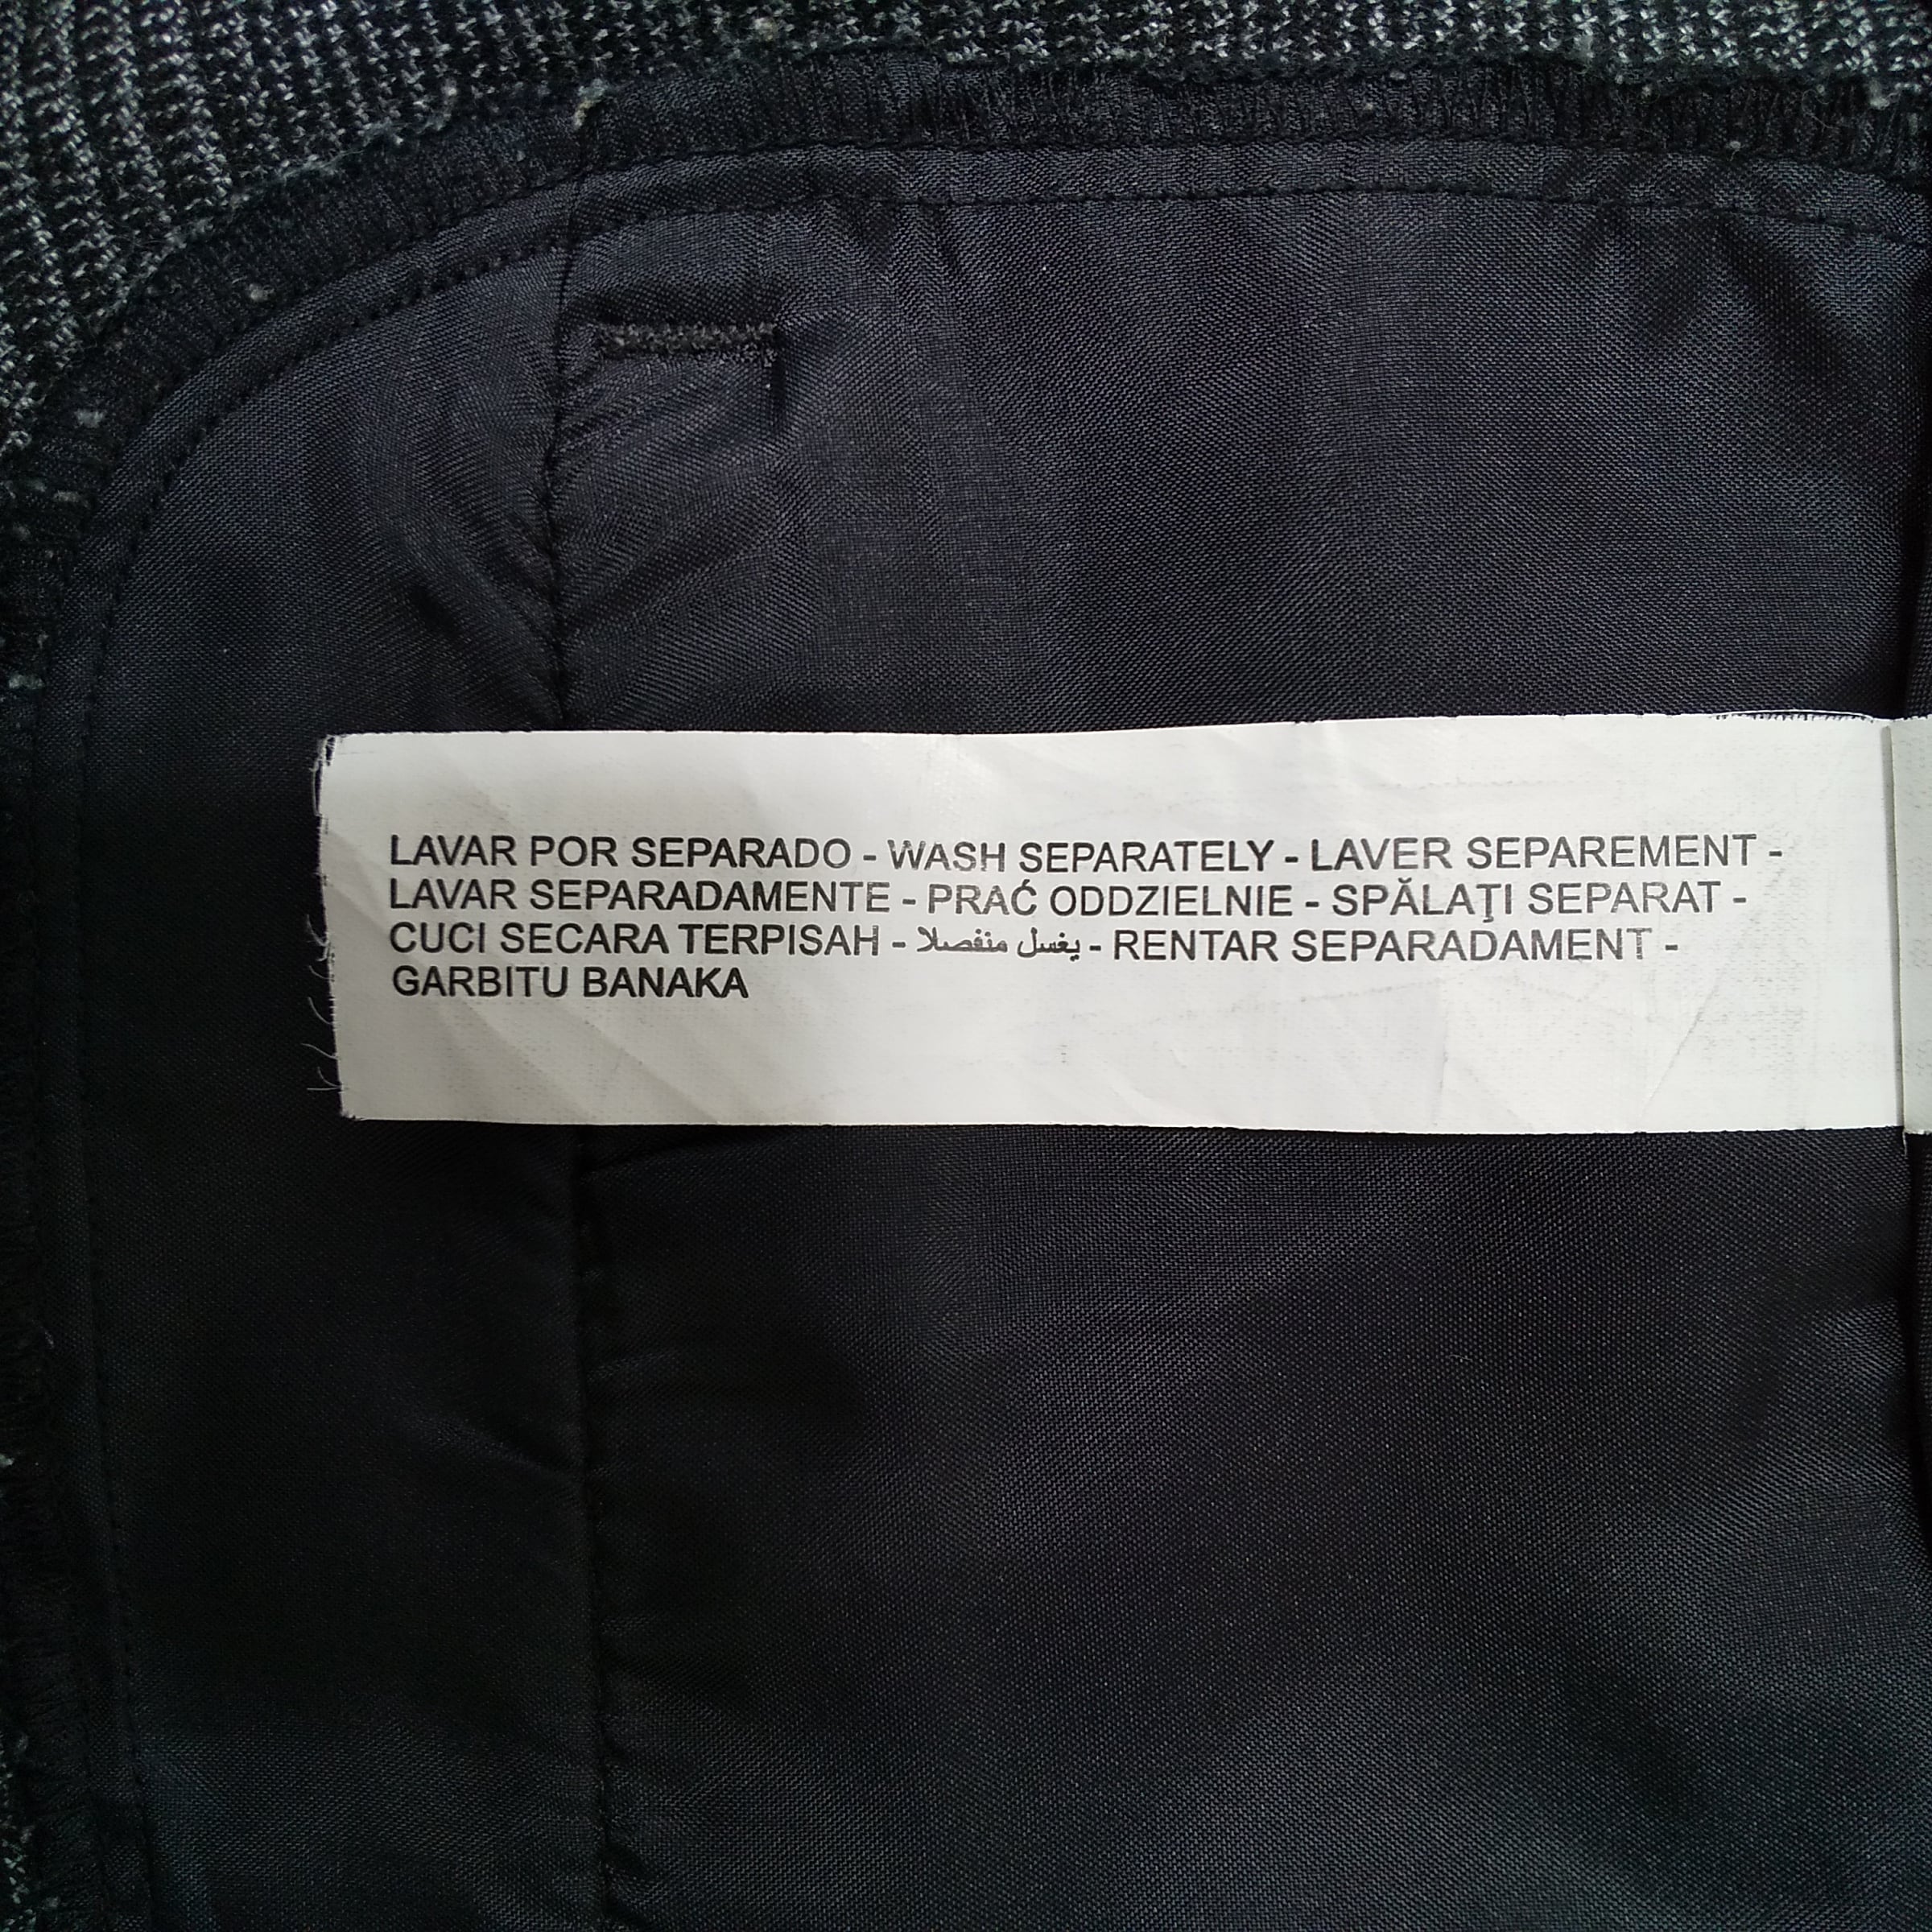 LAVAR POR SEPARADO - WASH SEPARATELY - LAVER SEPAREMENT -
LAVAR SEPARADAMENTE - PRAĆ ODDZIELNIE - SPĂLAŢI SEPARAT -
CUCI SECARA TERPISAH - يغسل منفصلا - RENTAR SEPARADAMENT -
GARBITU BANAKA